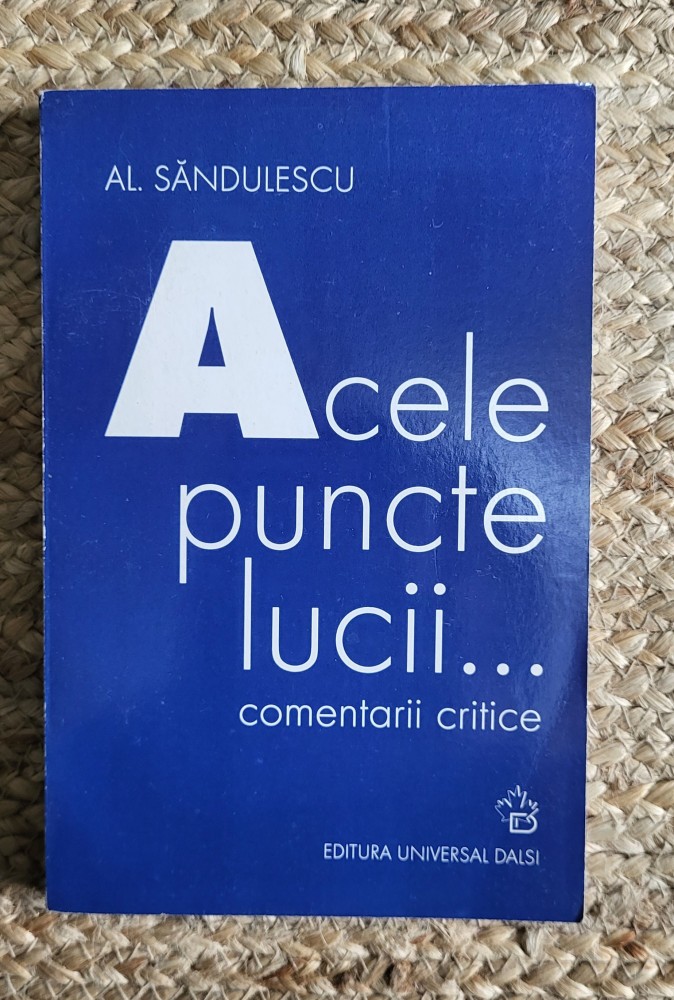 AL. SĂNDULESCU
Acele
puncte
lucii...
comentarii critice
EDITURA UNIVERSAL DALSI